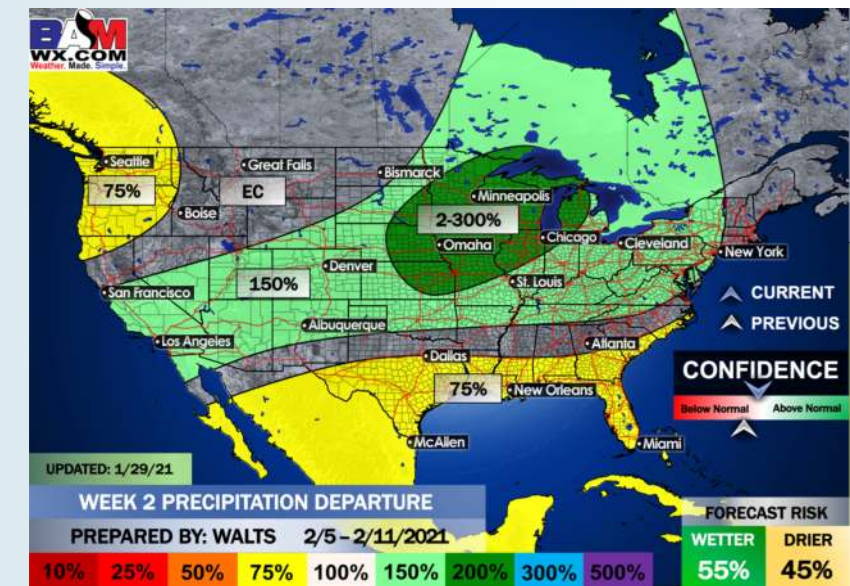 BAM
WX.COM
Weather. Made. Simple.
Seattle
Great Falls
Bismarck
75%
EC
Boise
Minneapolis
2-300%
Omaha
Chicago
Cleveland
New York
Denver
150%
St. Louis
San Francisco
CURRENT
PREVIOUS
Albuquerque
Los Angeles
Atlanta
Dallas
CONFIDENCE
75%
New Orleans
Below Normal
Above Normal
McAllen
Miami
UPDATED: 1/29/21
WEEK 2 PRECIPITATION DEPARTURE
PREPARED BY: WALTS 2/5 – 2/11/2021
FORECAST RISK
WETTER DRIER
55% 45%
10% 25% 50% 75% 100% 150% 200% 300% 500%